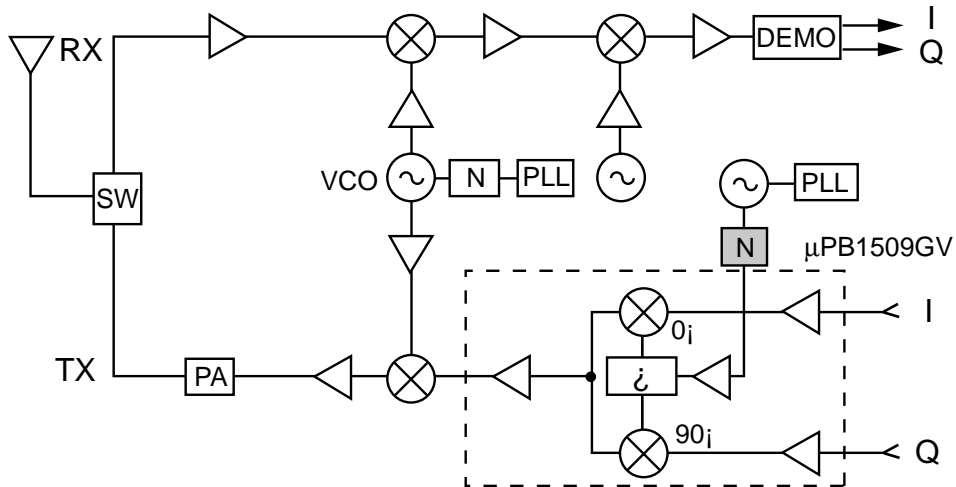 I
RX
DEMO
Q
VCO
N
PLL
PLL
SW
N
µPB1509GV
I
0¡
TX
PA
¿
90¡
Q